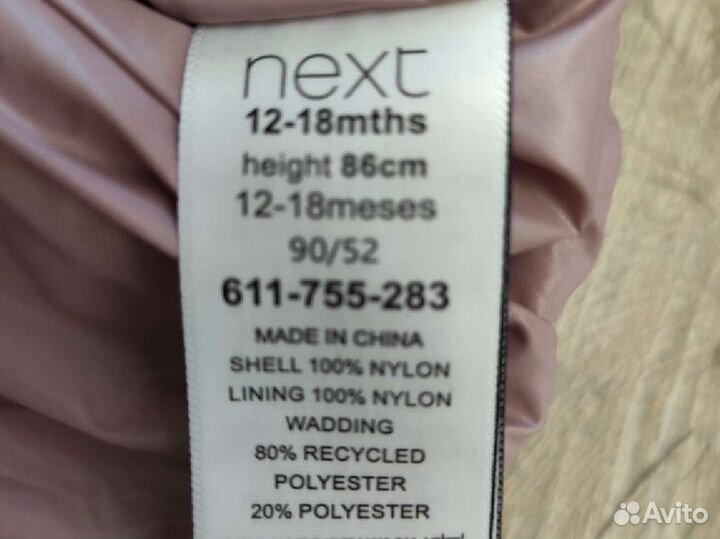 next
12-18mths
height 86cm
12-18meses
90/52
611-755-283
MADE IN CHINA
SHELL 100% NYLON
LINING 100% NYLON
WADDING
80% RECYCLED
POLYESTER
20% POLYESTER
Avito